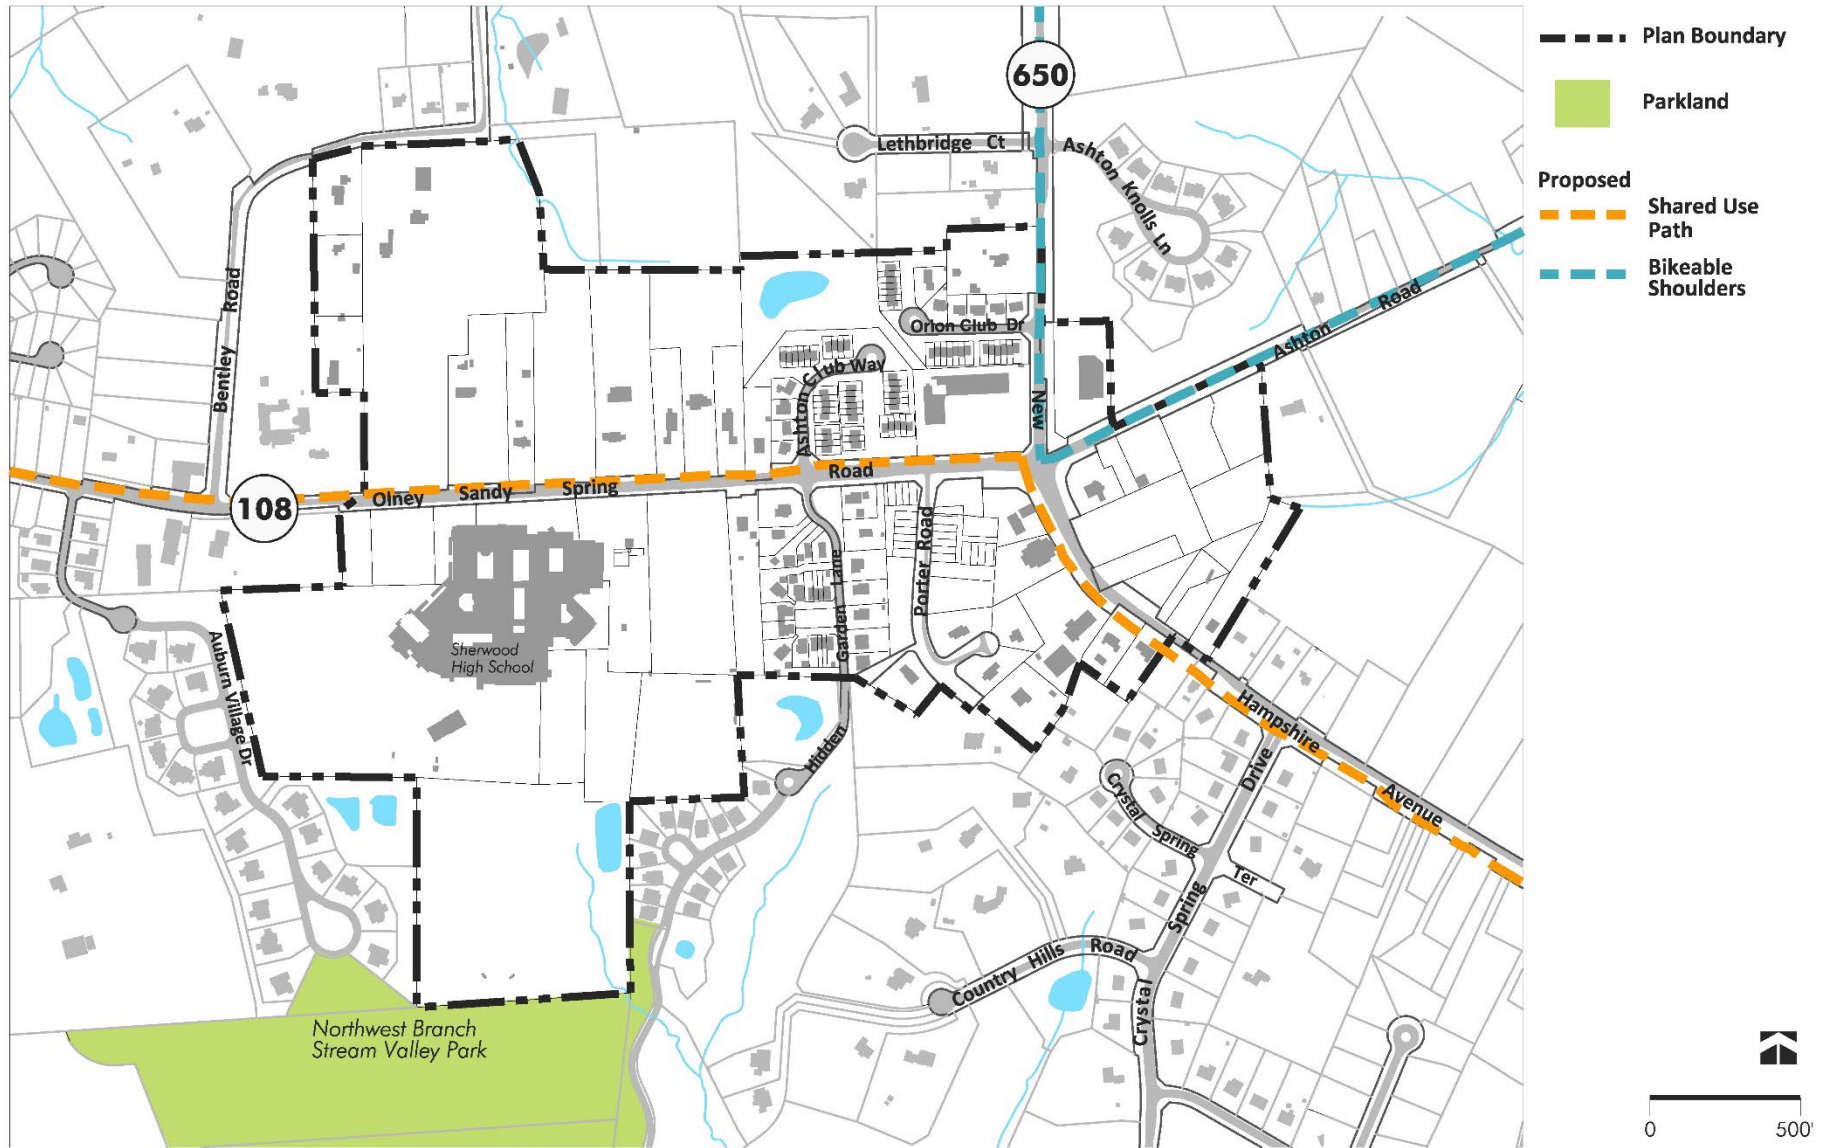 650
Plan Boundary
Parkland
Proposed
Shared Use
Path
Bikeable
Shoulders
Lethbridge Ct
Ashton Knolls Ln
Bentley Road
Orion Club Dr
Ashton Club Way
New
Ashton Road
108
Olney Sandy Spring Road
Sherwood
High School
Garden Lane
Porter Road
Auburn Village Dr
Hidden
Hampshire
Avenue
Drive
Crystal Spring
Ter
Spring
Country Hills Road
Crystal
Northwest Branch
Stream Valley Park
0 500'